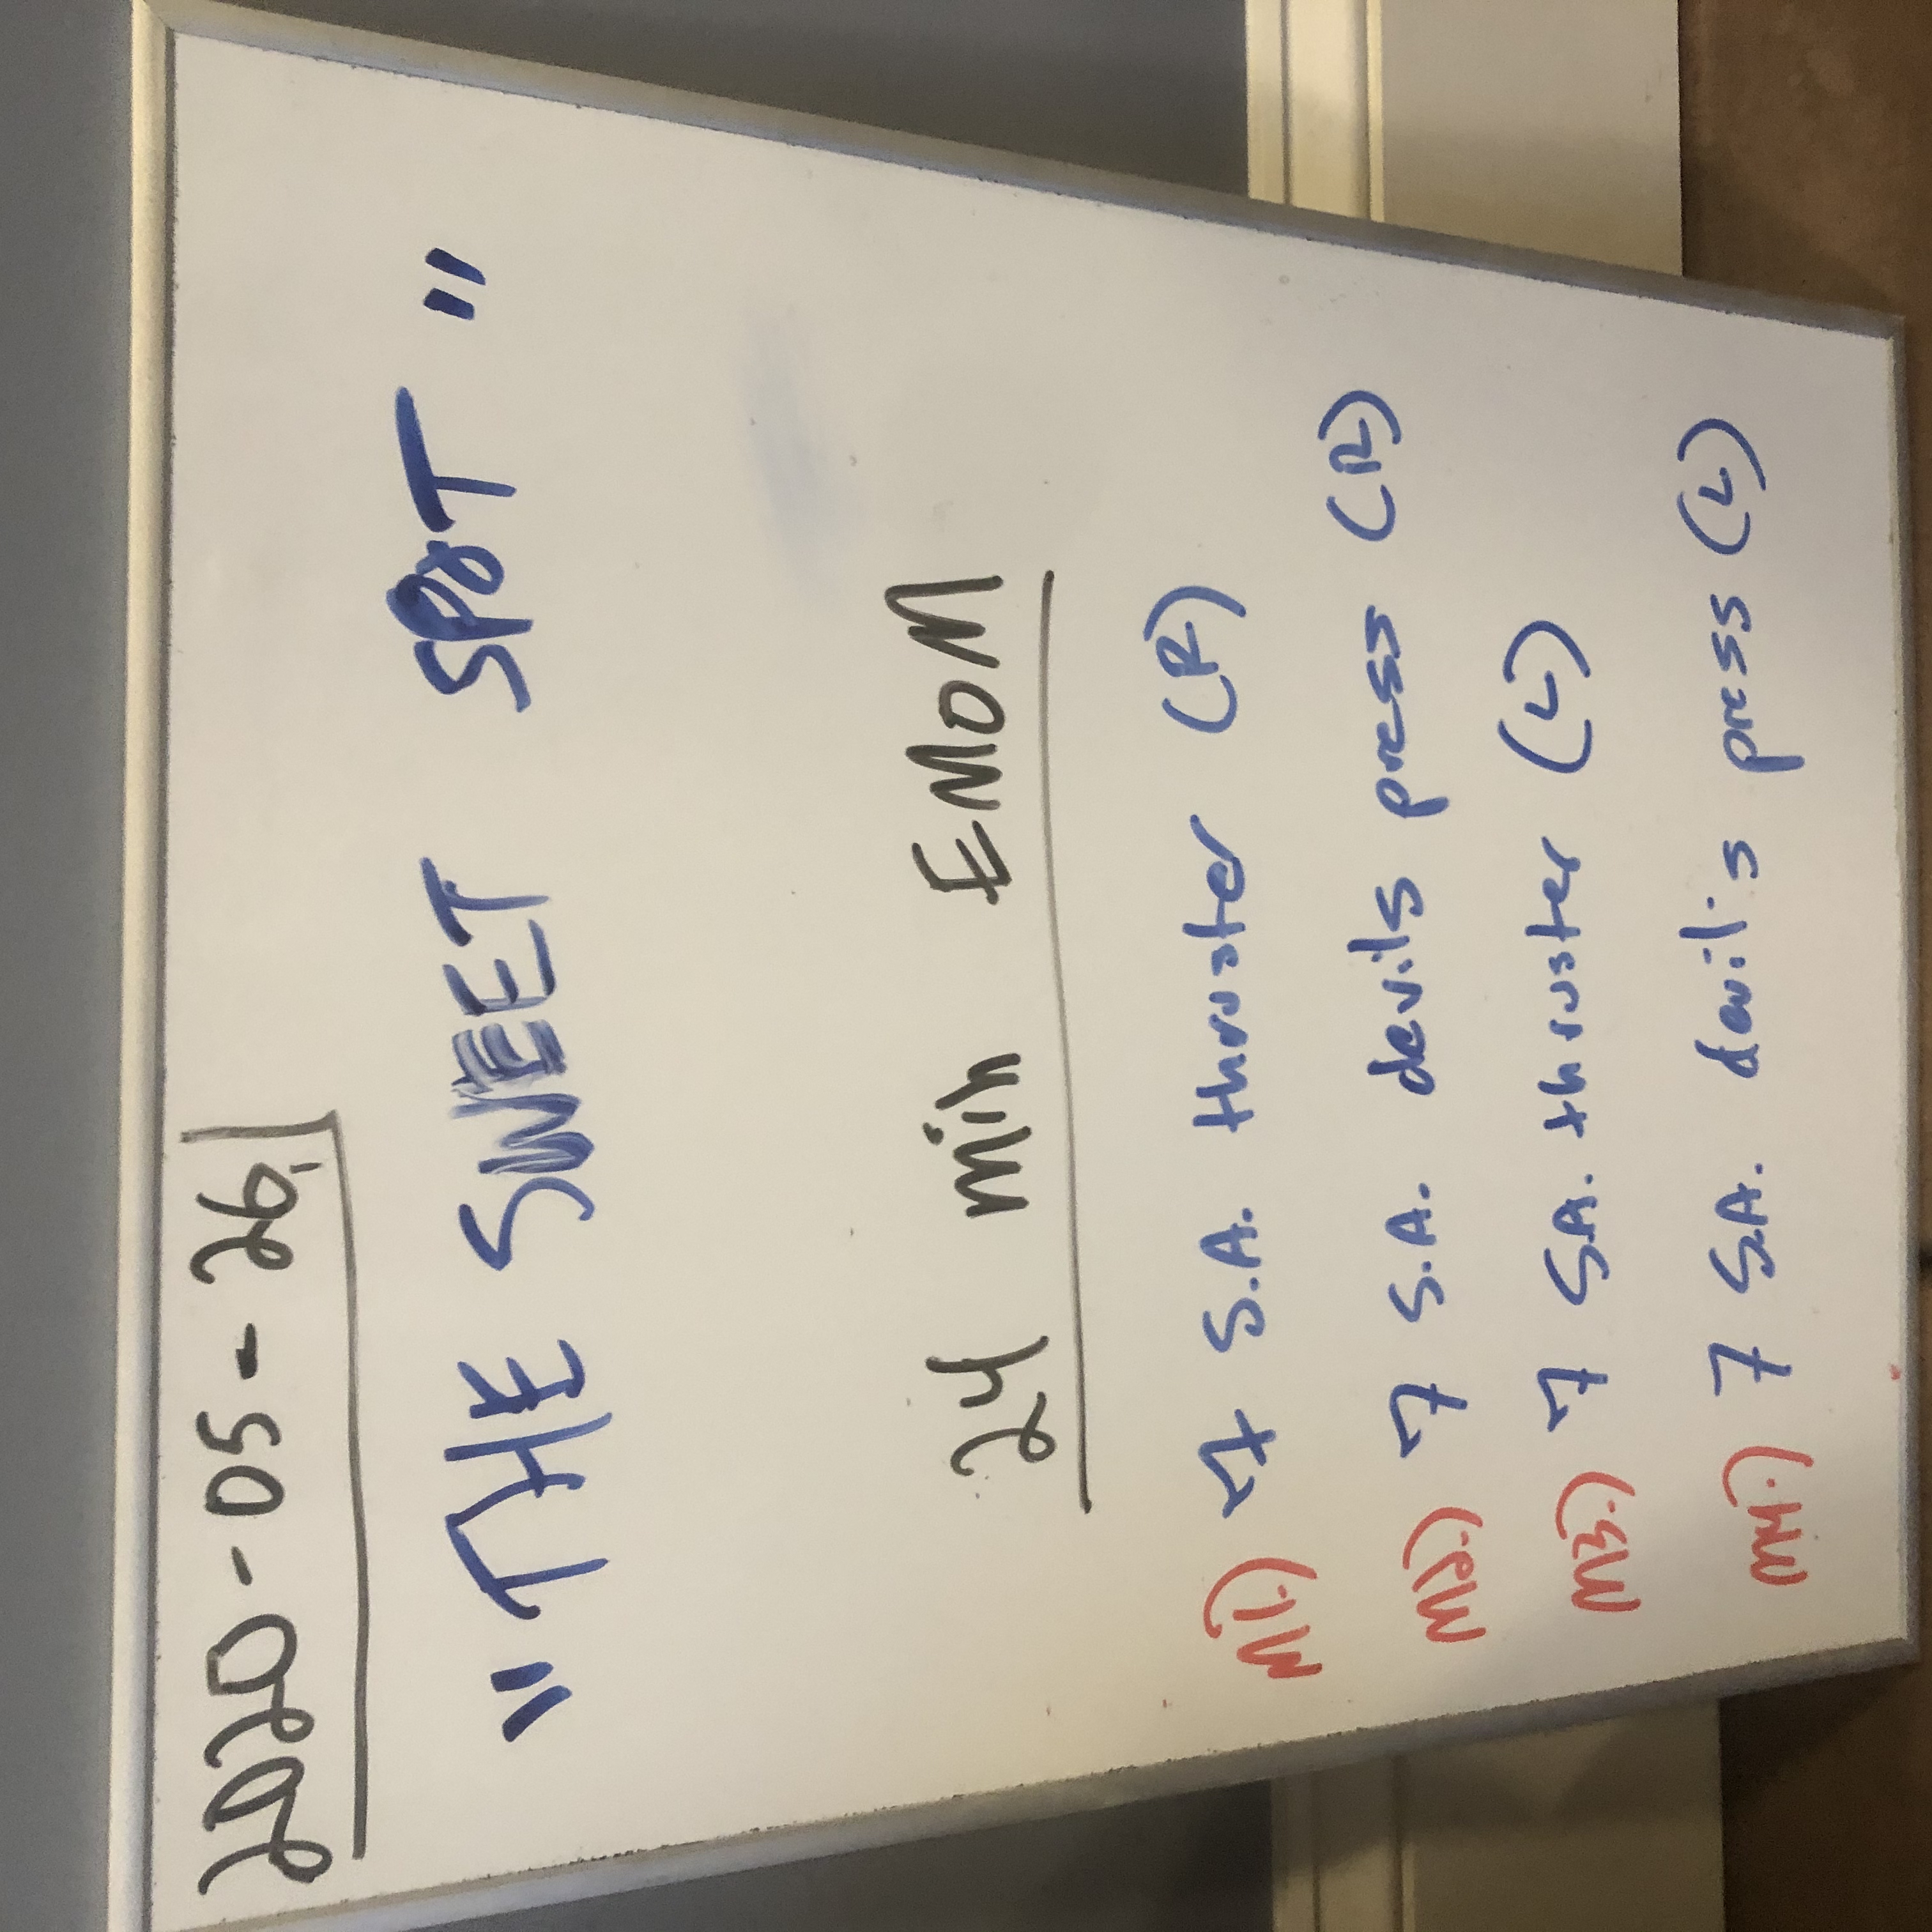 2020-05-26
"THE SWEET SPOT"
24 min EMOM
M1.) 7 S.A. thruster (R)
M2.) 7 S.A. devils press (R)
M3.) 7 S.A. thruster (L)
M4.) 7 S.A. devil's press (L)